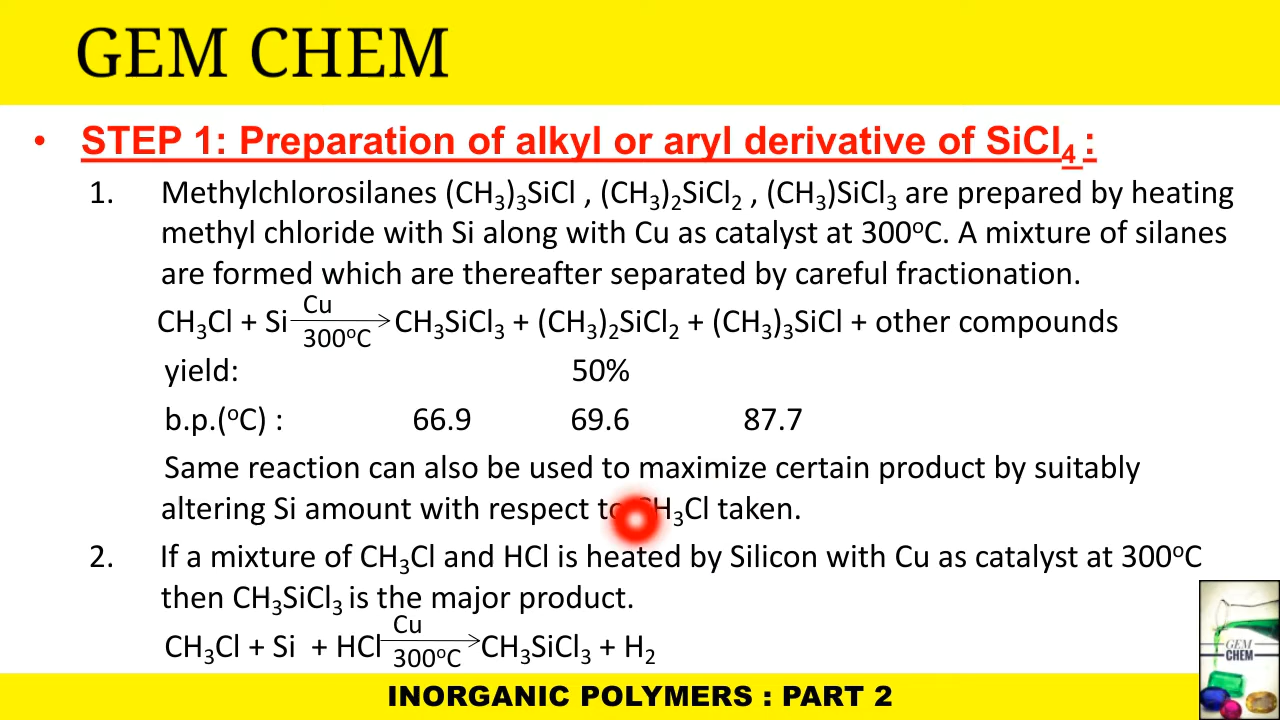 GEM CHEM
• STEP 1: Preparation of alkyl or aryl derivative of SiCl₄ :
1. Methylchlorosilanes (CH₃)₃SiCl , (CH₃)₂SiCl₂ , (CH₃)SiCl₃ are prepared by heating
methyl chloride with Si along with Cu as catalyst at 300ᵒC. A mixture of silanes
are formed which are thereafter separated by careful fractionation.
Cu
CH₃Cl + Si ⟶ CH₃SiCl₃ + (CH₃)₂SiCl₂ + (CH₃)₃SiCl + other compounds
300ᵒC
yield: 50%
b.p.(ᵒC) : 66.9 69.6 87.7
Same reaction can also be used to maximize certain product by suitably
altering Si amount with respect to CH₃Cl taken.
2. If a mixture of CH₃Cl and HCl is heated by Silicon with Cu as catalyst at 300ᵒC
then CH₃SiCl₃ is the major product.
Cu
CH₃Cl + Si + HCl ⟶ CH₃SiCl₃ + H₂
300ᵒC
GEM
CHEM
INORGANIC POLYMERS : PART 2